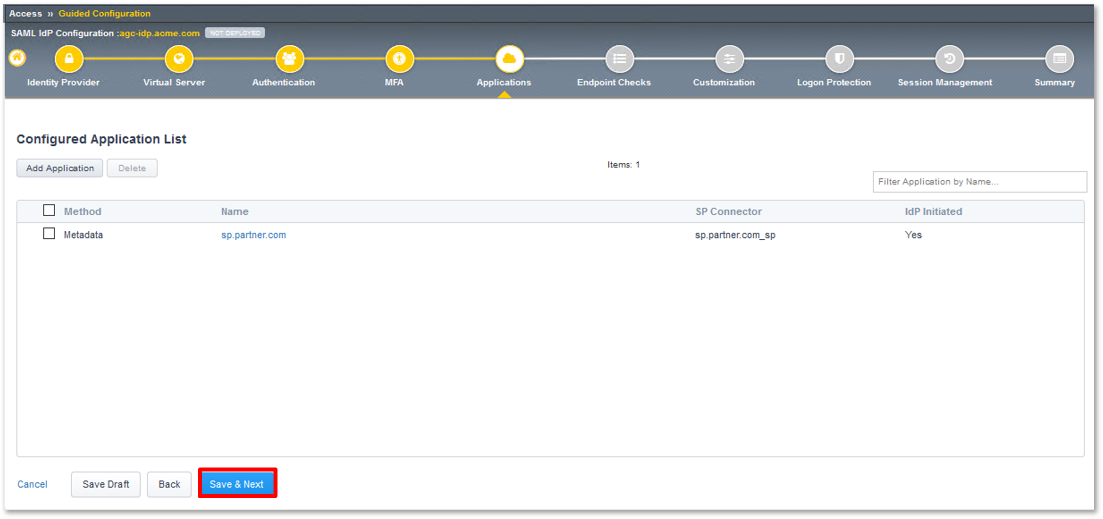 Access » Guided Configuration
SAML IdP Configuration :agc-idp.acme.com NOT DEPLOYED
Identity Provider Virtual Server Authentication MFA Applications Endpoint Checks Customization Logon Protection Session Management Summary
Configured Application List
Add Application Delete Items: 1
Filter Application by Name...
Method Name SP Connector IdP Initiated
Metadata sp.partner.com sp.partner.com_sp Yes
Cancel Save Draft Back Save & Next